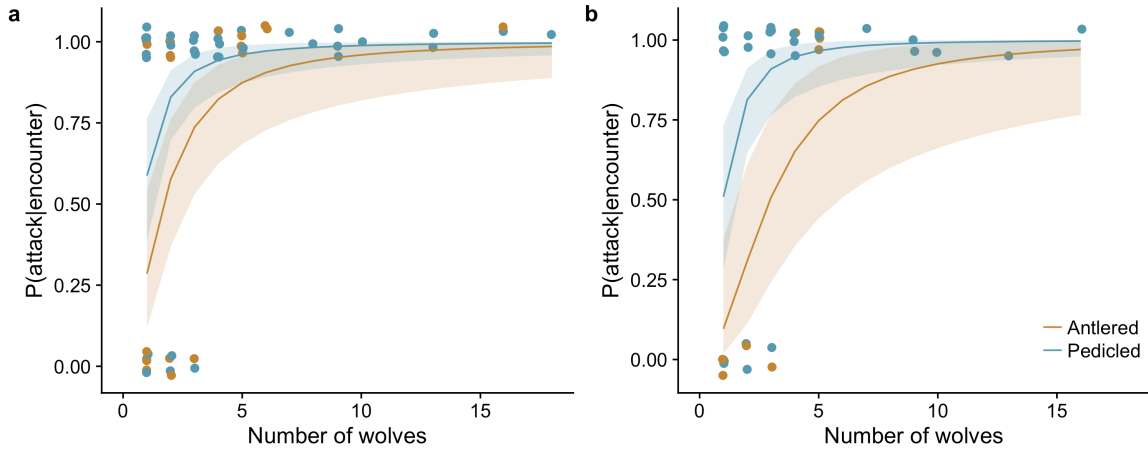 a
P(attack|encounter)
1.00
0.75
0.50
0.25
0.00
0
5
10
15
Number of wolves
b
P(attack|encounter)
1.00
0.75
0.50
0.25
0.00
0
5
10
15
Number of wolves
Antlered
Pedicled